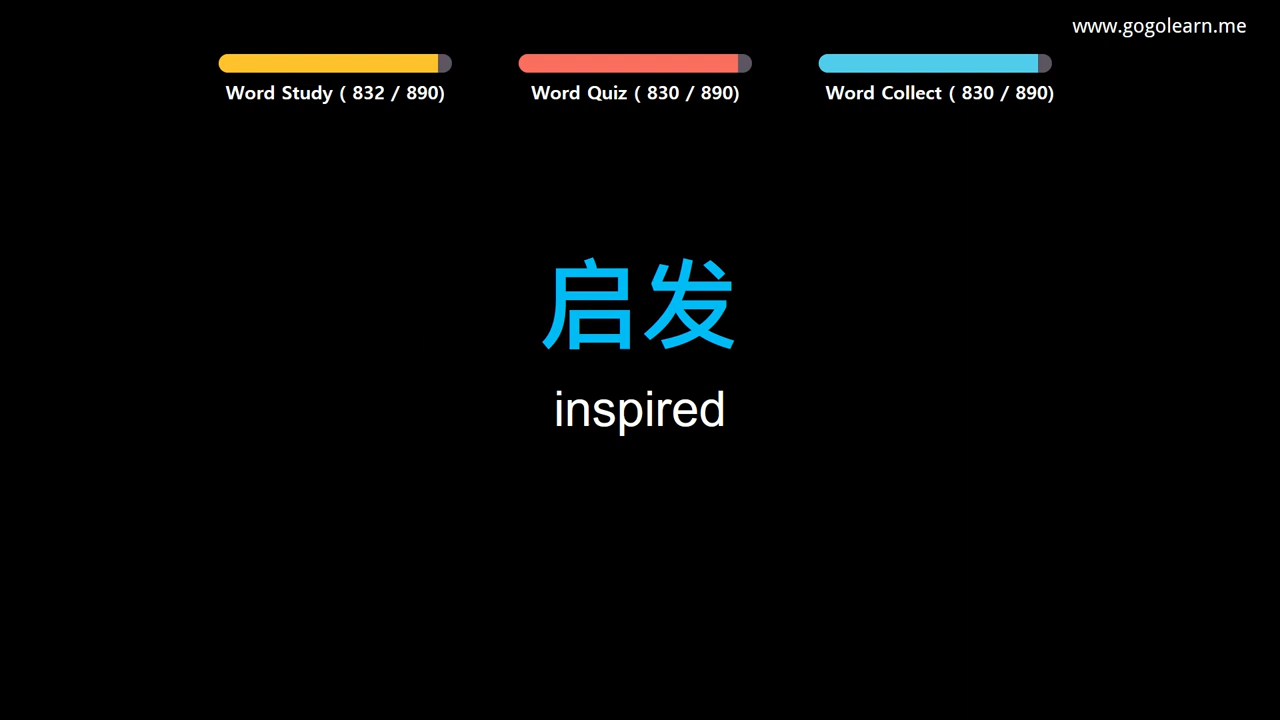 www.gogolearn.me
Word Study ( 832 / 890)
Word Quiz ( 830 / 890)
Word Collect ( 830 / 890)
启发
inspired